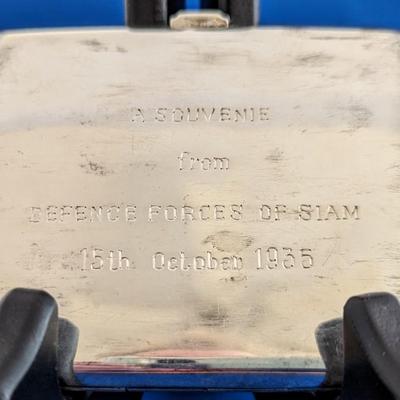 A SOUVENIE
from
DEFENCE FORCES OF SIAM
15th October 1935